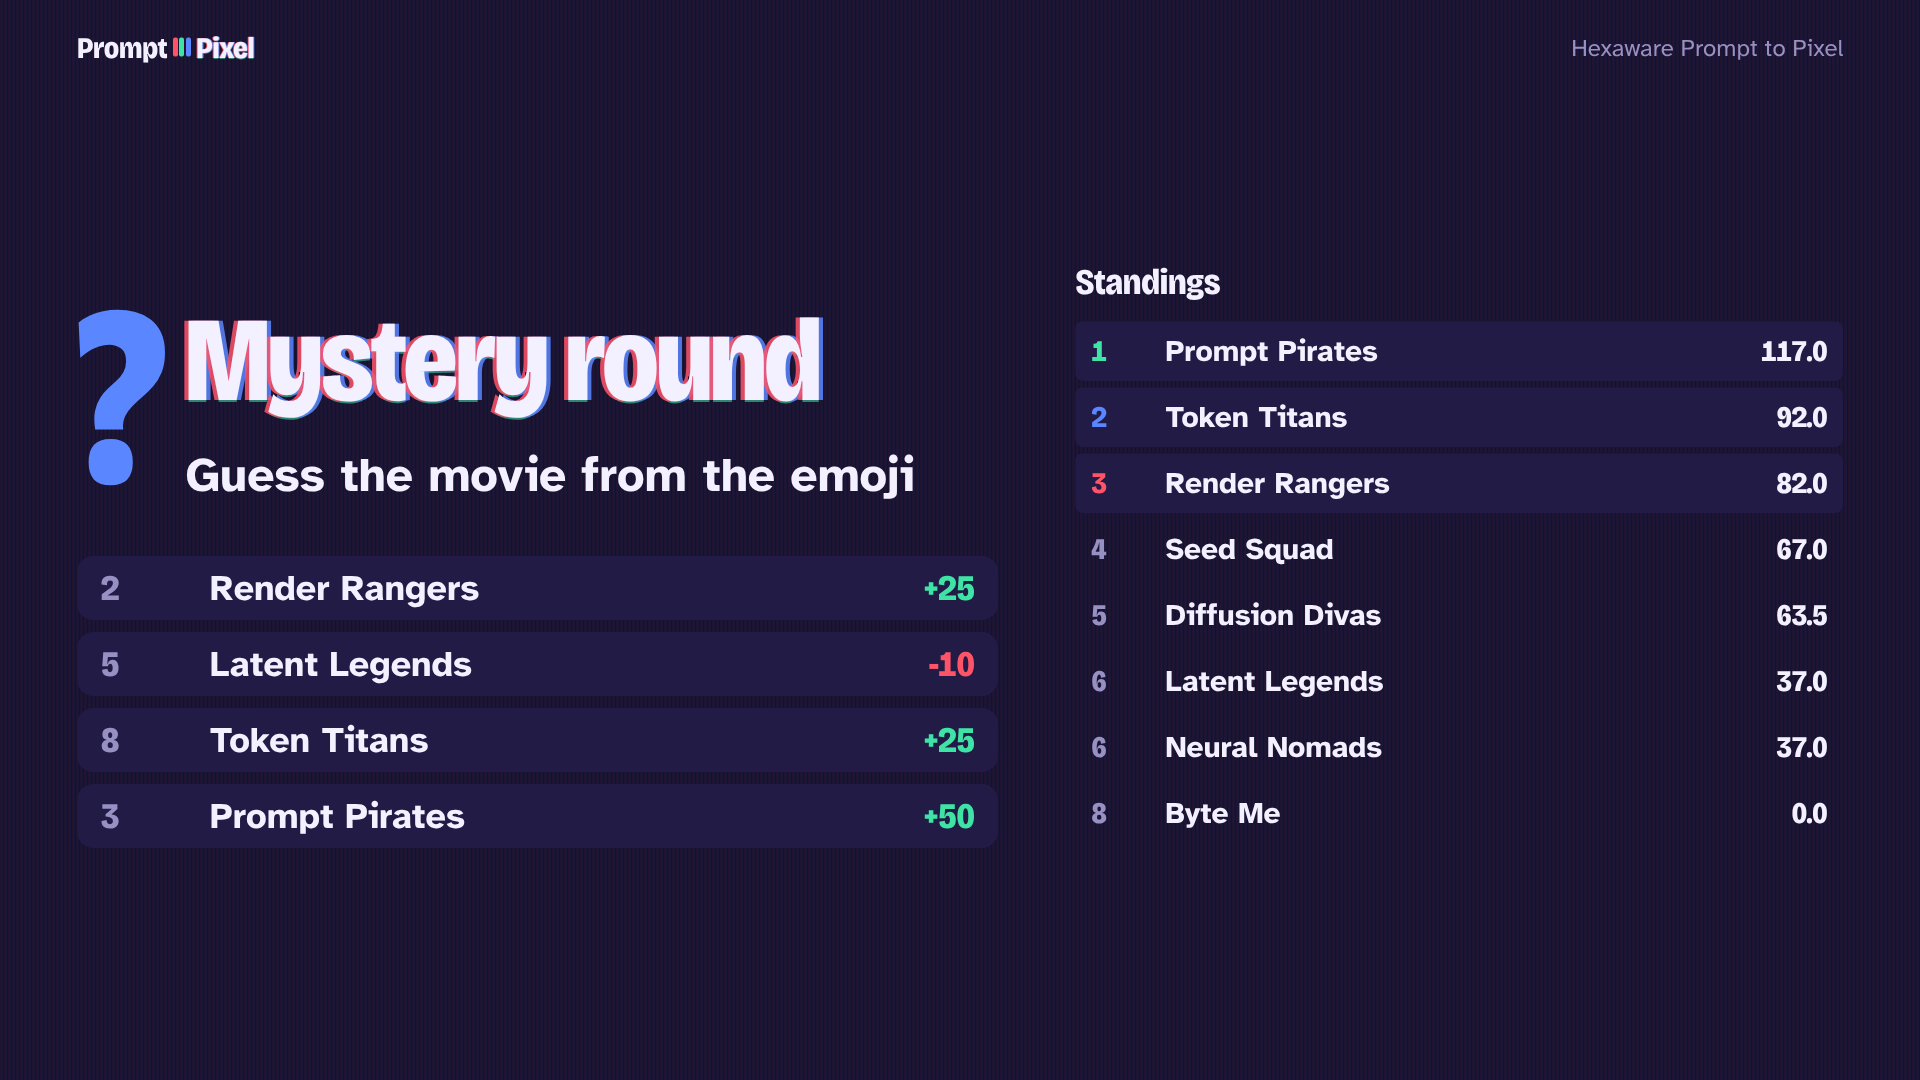 Prompt Pixel
Hexaware Prompt to Pixel
? Mystery round
Guess the movie from the emoji
2 Render Rangers +25
5 Latent Legends -10
8 Token Titans +25
3 Prompt Pirates +50
Standings
1 Prompt Pirates 117.0
2 Token Titans 92.0
3 Render Rangers 82.0
4 Seed Squad 67.0
5 Diffusion Divas 63.5
6 Latent Legends 37.0
6 Neural Nomads 37.0
8 Byte Me 0.0